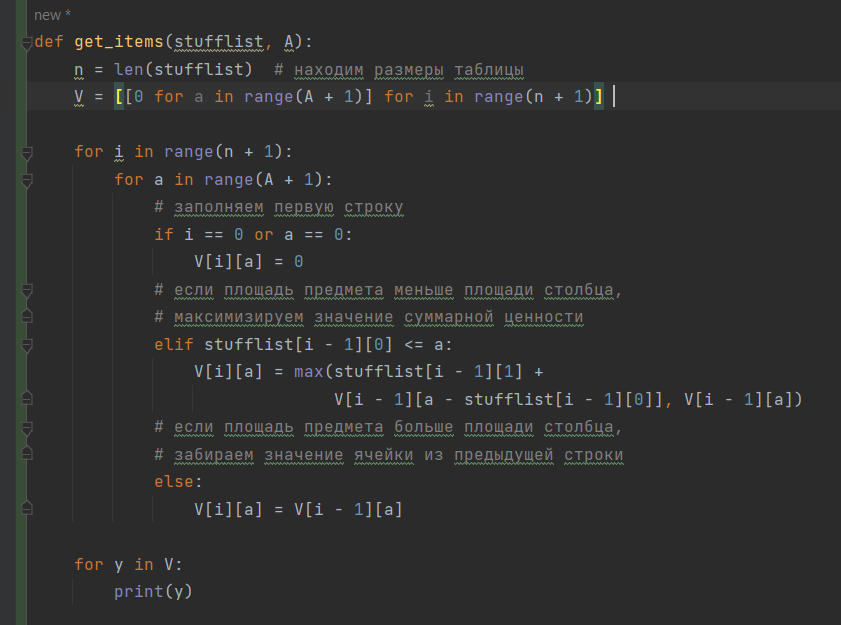 new *
def get_items(stufflist, A):
    n = len(stufflist)  # находим размеры таблицы
    V = [[0 for a in range(A + 1)] for i in range(n + 1)]
    for i in range(n + 1):
        for a in range(A + 1):
            # заполняем первую строку
            if i == 0 or a == 0:
                V[i][a] = 0
            # если площадь предмета меньше площади столбца,
            # максимизируем значение суммарной ценности
            elif stufflist[i - 1][0] <= a:
                V[i][a] = max(stufflist[i - 1][1] +
                              V[i - 1][a - stufflist[i - 1][0]], V[i - 1][a])
            # если площадь предмета больше площади столбца,
            # забираем значение ячейки из предыдущей строки
            else:
                V[i][a] = V[i - 1][a]
    for y in V:
        print(y)